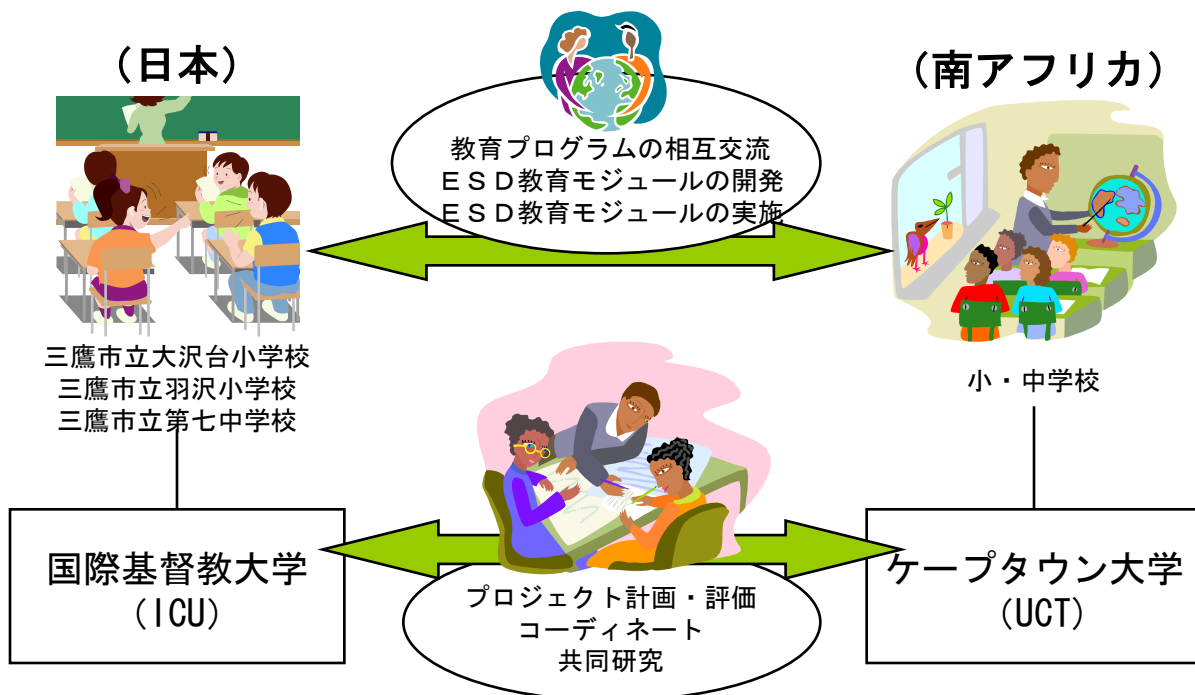 (日本)
(南アフリカ)
教育プログラムの相互交流
ＥＳＤ教育モジュールの開発
ＥＳＤ教育モジュールの実施
三鷹市立大沢台小学校
三鷹市立羽沢小学校
三鷹市立第七中学校
小・中学校
国際基督教大学
(ICU)
プロジェクト計画・評価
コーディネート
共同研究
ケープタウン大学
(UCT)